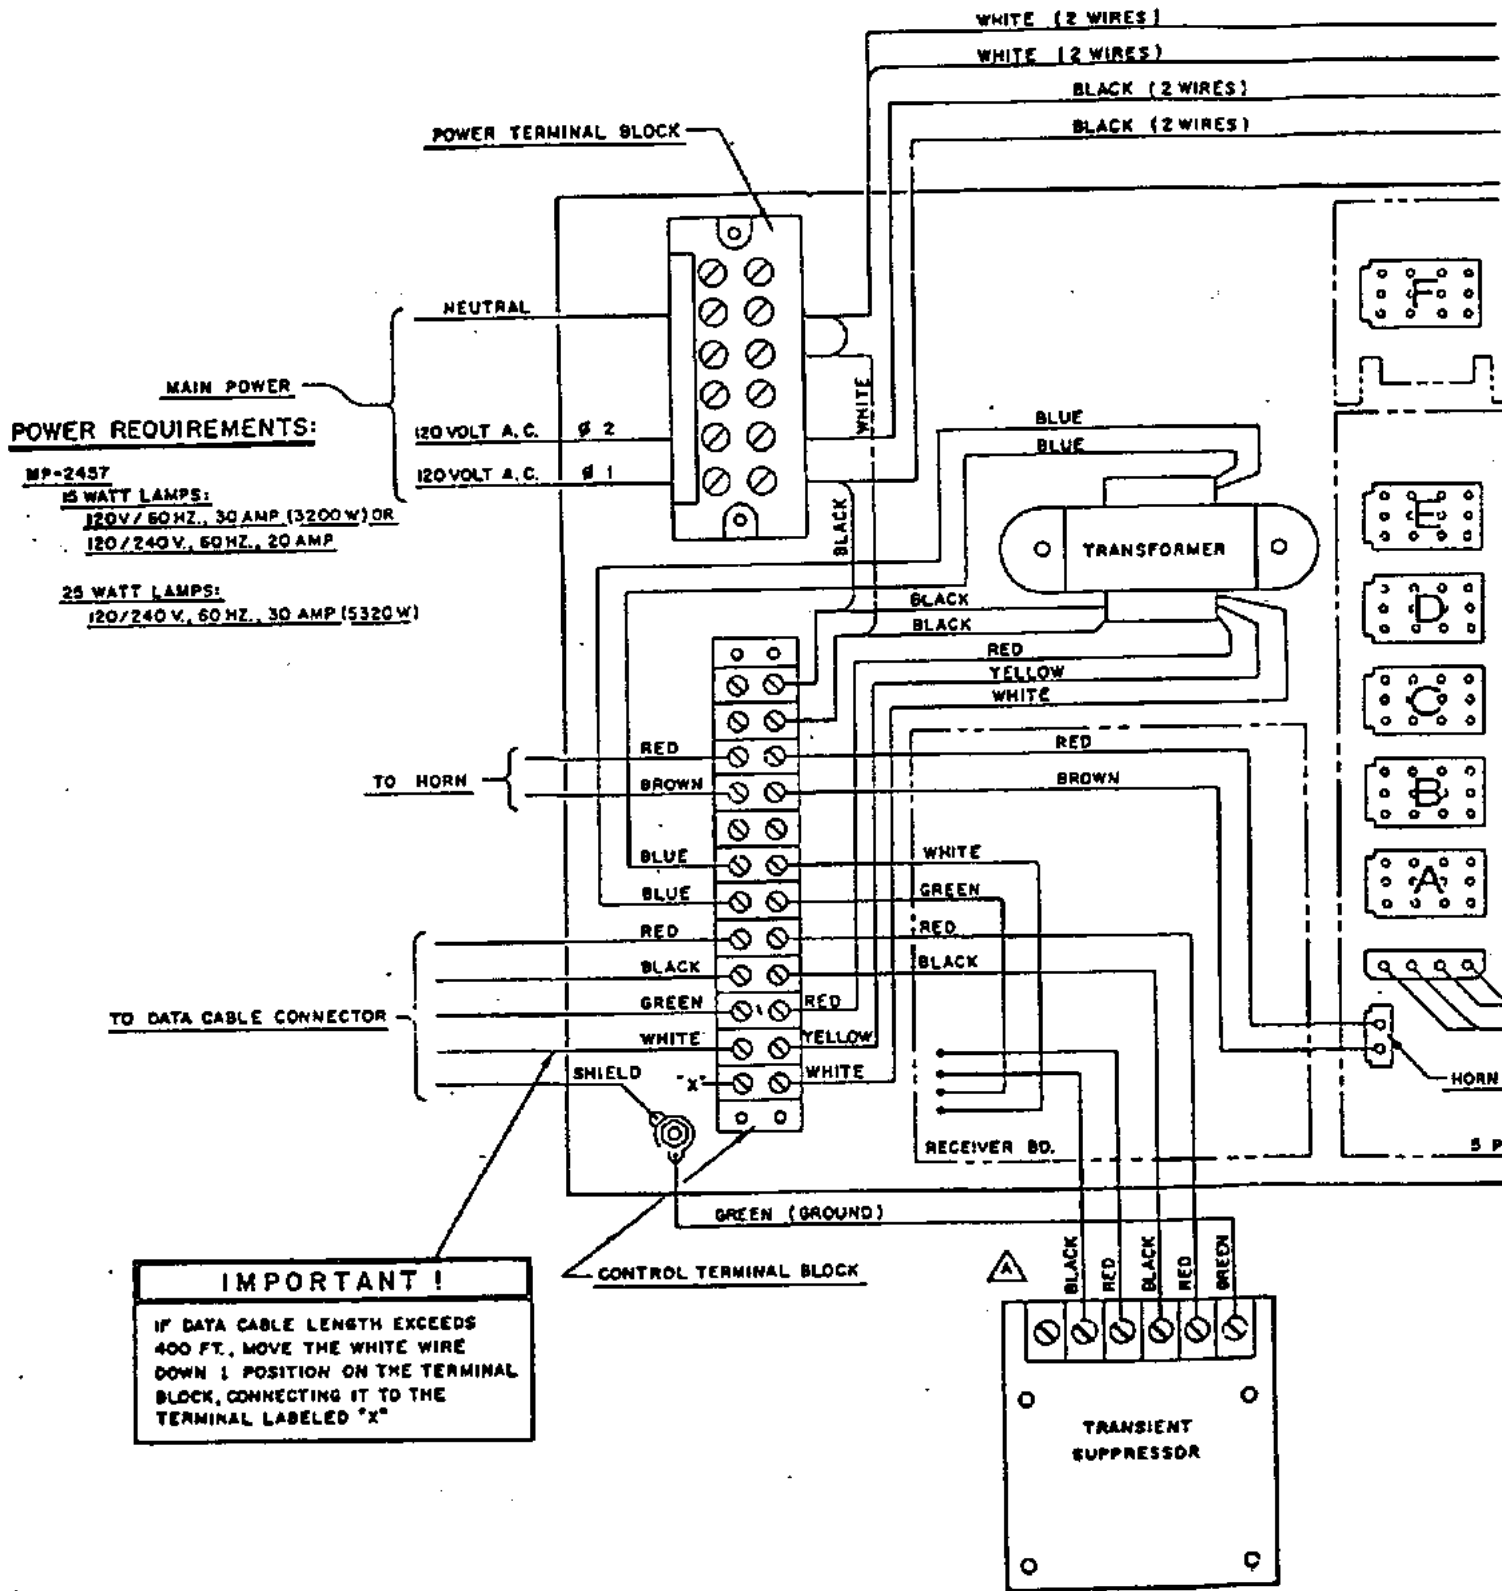 WHITE (2 WIRES)
WHITE (2 WIRES)
BLACK (2 WIRES)
BLACK (2 WIRES)
POWER TERMINAL BLOCK
NEUTRAL
MAIN POWER
120 VOLT A.C. Ø 2
120 VOLT A.C. Ø 1
POWER REQUIREMENTS:
MP-2457
15 WATT LAMPS:
120V/60HZ., 30 AMP (3200W) OR
120/240V., 60HZ., 20 AMP
25 WATT LAMPS:
120/240V., 60HZ., 30 AMP (5320W)
WHITE
BLACK
BLUE
BLUE
TRANSFORMER
BLACK
BLACK
RED
YELLOW
WHITE
F
E
D
C
B
A
TO HORN
RED
BROWN
RED
BROWN
BLUE
BLUE
WHITE
GREEN
TO DATA CABLE CONNECTOR
RED
BLACK
GREEN
WHITE
SHIELD
"X"
RED
BLACK
RED
YELLOW
WHITE
RECEIVER BD.
HORN
5 P
GREEN (GROUND)
CONTROL TERMINAL BLOCK
IMPORTANT !
IF DATA CABLE LENGTH EXCEEDS
400 FT., MOVE THE WHITE WIRE
DOWN 1 POSITION ON THE TERMINAL
BLOCK, CONNECTING IT TO THE
TERMINAL LABELED "X"
A
BLACK
RED
BLACK
RED
GREEN
TRANSIENT
SUPPRESSOR